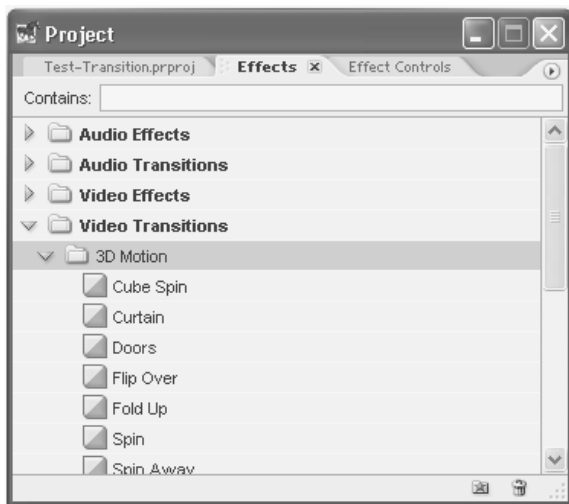 Project
Test-Transition.prproj Effects Effect Controls
Contains:
Audio Effects
Audio Transitions
Video Effects
Video Transitions
3D Motion
Cube Spin
Curtain
Doors
Flip Over
Fold Up
Spin
Spin Away